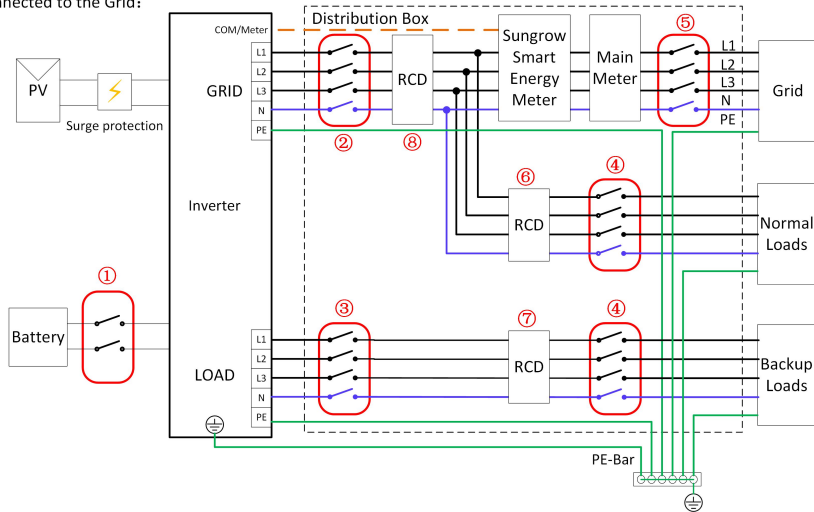 nnected to the Grid:
Distribution Box
COM/Meter
⑤
L1
L2
L3
N
PE
GRID
RCD
Sungrow
Smart
Energy
Meter
Main
Meter
L1
L2
L3
N
PE
Grid
PV
Surge protection
②
⑧
⑥
④
Inverter
RCD
Normal
Loads
①
Battery
③
⑦
④
L1
L2
L3
N
PE
LOAD
RCD
Backup
Loads
PE-Bar